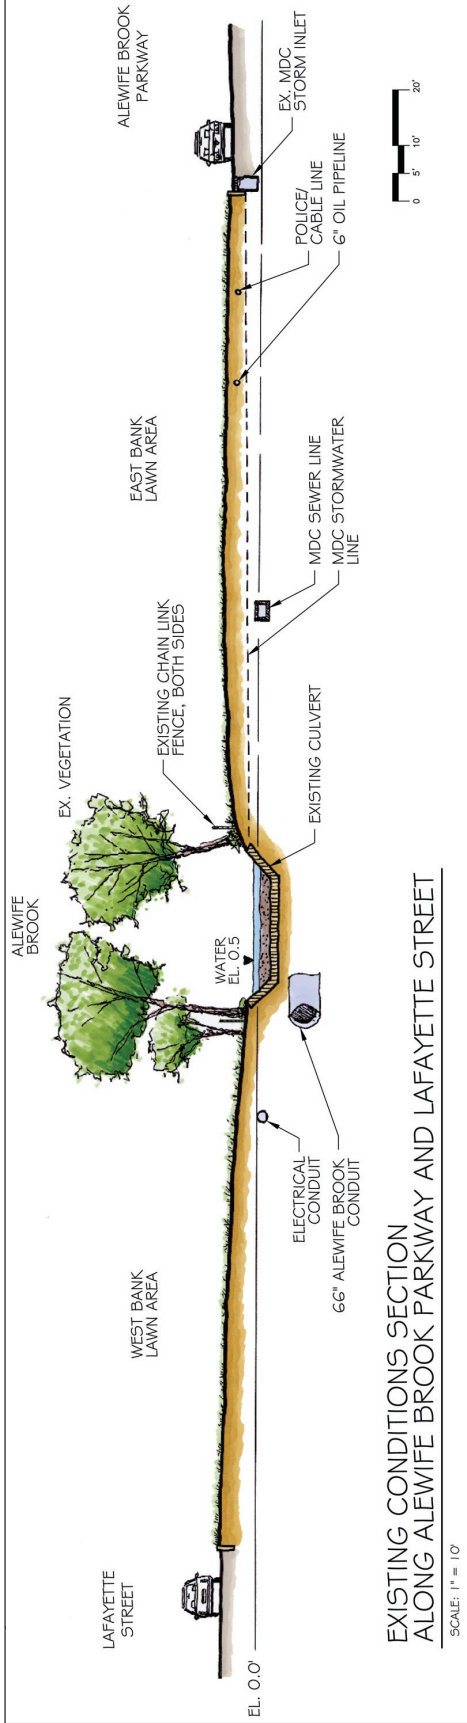 LAFAYETTE
STREET
WEST BANK
LAWN AREA
ALEWIFE
BROOK
EX. VEGETATION
EXISTING CHAIN LINK
FENCE, BOTH SIDES
EAST BANK
LAWN AREA
ALEWIFE BROOK
PARKWAY
EL. 0.0'
WATER
EL. 0.5
ELECTRICAL
CONDUIT
66" ALEWIFE BROOK
CONDUIT
EXISTING CULVERT
MDC SEWER LINE
MDC STORMWATER
LINE
POLICE/
CABLE LINE
6" OIL PIPELINE
EX. MDC
STORM INLET
EXISTING CONDITIONS SECTION
ALONG ALEWIFE BROOK PARKWAY AND LAFAYETTE STREET
SCALE: 1" = 10'
0 5' 10' 20'